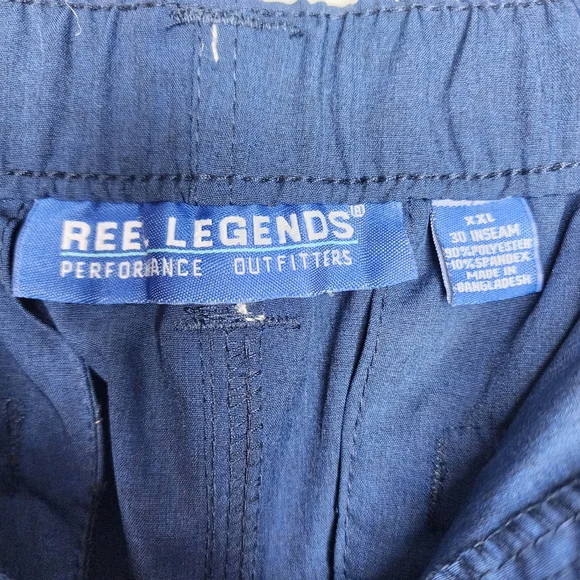 REEL LEGENDS®
PERFORMANCE OUTFITTERS
XXL
30 INSEAM
90% POLYESTER
10% SPANDEX
MADE IN
BANGLADESH